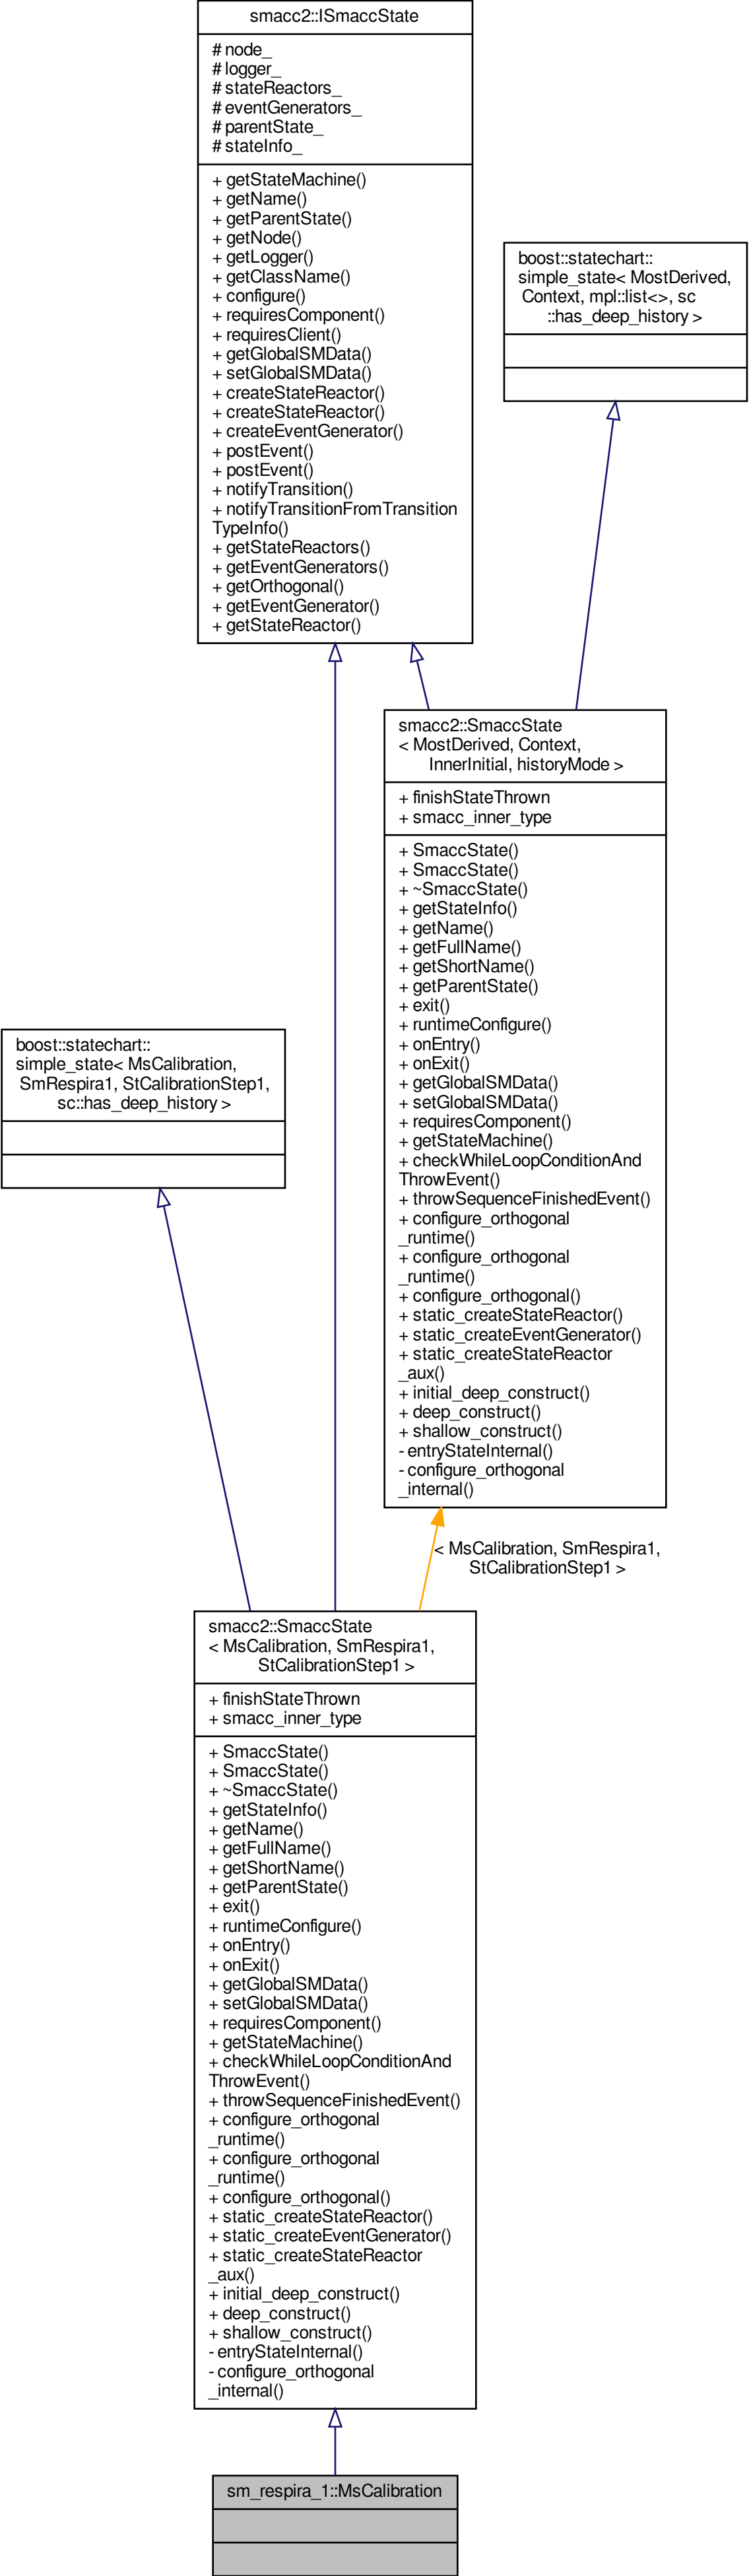 smacc2::ISmaccState
# node_
# logger_
# stateReactors_
# eventGenerators_
# parentState_
# stateInfo_
+ getStateMachine()
+ getName()
+ getParentState()
+ getNode()
+ getLogger()
+ getClassName()
+ configure()
+ requiresComponent()
+ requiresClient()
+ getGlobalSMData()
+ setGlobalSMData()
+ createStateReactor()
+ createStateReactor()
+ createEventGenerator()
+ postEvent()
+ postEvent()
+ notifyTransition()
+ notifyTransitionFromTransition
TypeInfo()
+ getStateReactors()
+ getEventGenerators()
+ getOrthogonal()
+ getEventGenerator()
+ getStateReactor()
boost::statechart::
simple_state< MostDerived,
Context, mpl::list<>, sc
::has_deep_history >
smacc2::SmaccState
< MostDerived, Context,
InnerInitial, historyMode >
+ finishStateThrown
+ smacc_inner_type
+ SmaccState()
+ SmaccState()
+ ~SmaccState()
+ getStateInfo()
+ getName()
+ getFullName()
+ getShortName()
+ getParentState()
+ exit()
+ runtimeConfigure()
+ onEntry()
+ onExit()
+ getGlobalSMData()
+ setGlobalSMData()
+ requiresComponent()
+ getStateMachine()
+ checkWhileLoopConditionAnd
ThrowEvent()
+ throwSequenceFinishedEvent()
+ configure_orthogonal
_runtime()
+ configure_orthogonal
_runtime()
+ configure_orthogonal()
+ static_createStateReactor()
+ static_createEventGenerator()
+ static_createStateReactor
_aux()
+ initial_deep_construct()
+ deep_construct()
+ shallow_construct()
- entryStateInternal()
- configure_orthogonal
_internal()
boost::statechart::
simple_state< MsCalibration,
SmRespira1, StCalibrationStep1,
sc::has_deep_history >
< MsCalibration, SmRespira1,
StCalibrationStep1 >
smacc2::SmaccState
< MsCalibration, SmRespira1,
StCalibrationStep1 >
+ finishStateThrown
+ smacc_inner_type
+ SmaccState()
+ SmaccState()
+ ~SmaccState()
+ getStateInfo()
+ getName()
+ getFullName()
+ getShortName()
+ getParentState()
+ exit()
+ runtimeConfigure()
+ onEntry()
+ onExit()
+ getGlobalSMData()
+ setGlobalSMData()
+ requiresComponent()
+ getStateMachine()
+ checkWhileLoopConditionAnd
ThrowEvent()
+ throwSequenceFinishedEvent()
+ configure_orthogonal
_runtime()
+ configure_orthogonal
_runtime()
+ configure_orthogonal()
+ static_createStateReactor()
+ static_createEventGenerator()
+ static_createStateReactor
_aux()
+ initial_deep_construct()
+ deep_construct()
+ shallow_construct()
- entryStateInternal()
- configure_orthogonal
_internal()
sm_respira_1::MsCalibration